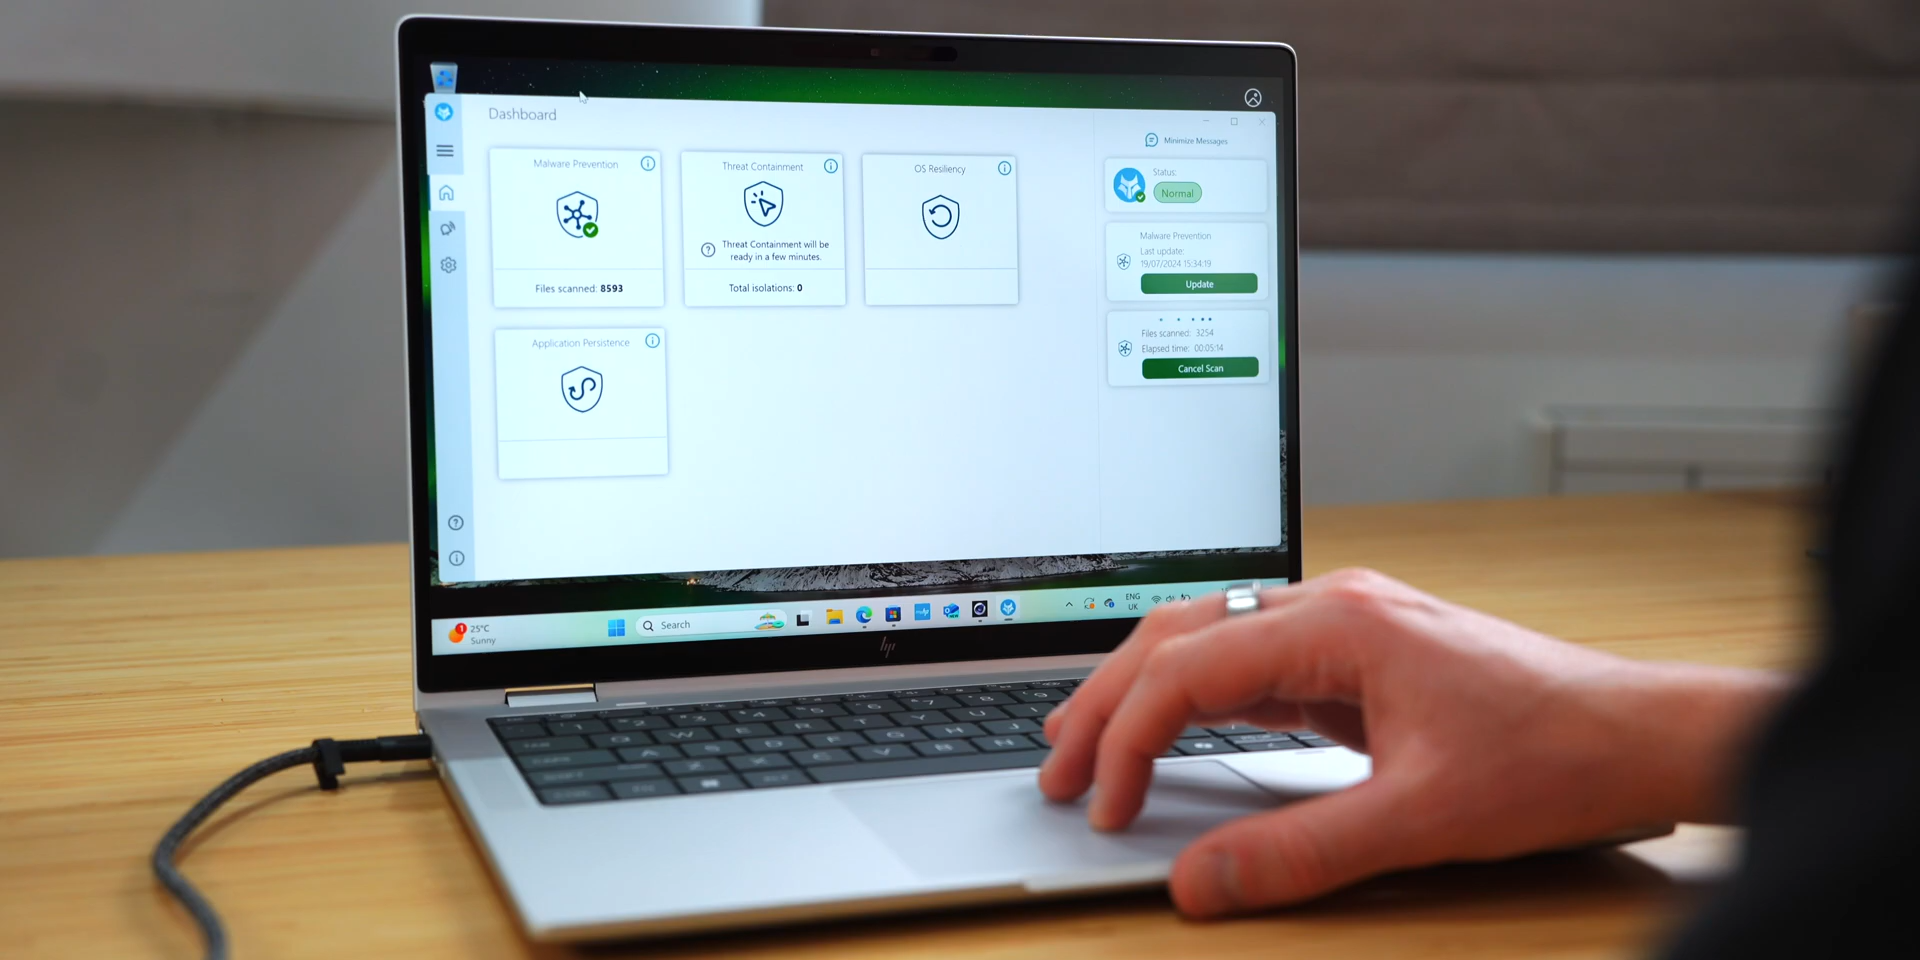 Dashboard
Minimize Messages
Malware Prevention
Files scanned: 8593
Threat Containment
Threat Containment will be
ready in a few minutes.
Total isolations: 0
OS Resiliency
Application Persistence
Status:
Normal
Malware Prevention
Last update:
19/07/2024 15:34:19
Update
Files scanned: 3254
Elapsed time: 00:05:14
Cancel Scan
1
25°C
Sunny
Search
ENG
UK
hp